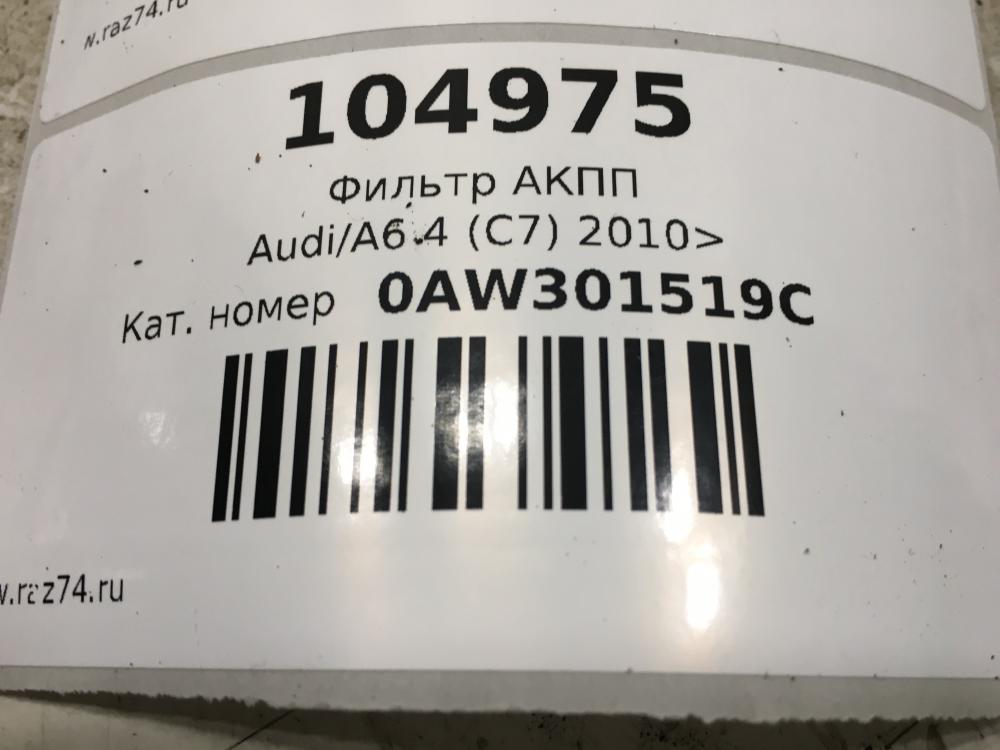 w.raz74.ru
104975
Фильтр АКПП
Audi/A6 4 (C7) 2010>
Кат. номер 0AW301519C
w.raz74.ru